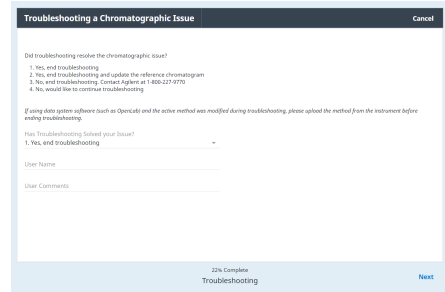 Troubleshooting a Chromatographic Issue
Cancel
Did troubleshooting resolve the chromatographic issue?
1. Yes, end troubleshooting
2. Yes, end troubleshooting and update the reference chromatogram
3. No, end troubleshooting, Contact Agilent at 1-800-227-9770
4. No, would like to continue troubleshooting
If using data system software (such as OpenLab) and the active method was modified during troubleshooting, please upload the method from the instrument before
ending troubleshooting.
Has Troubleshooting Solved your Issue?
1. Yes, end troubleshooting
User Name
User Comments
22% Complete
Troubleshooting
Next